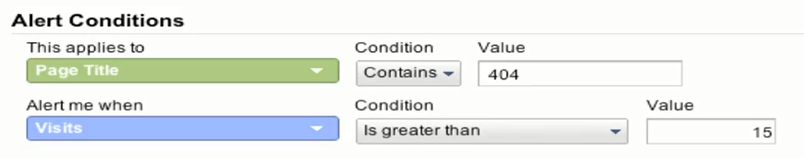 Alert Conditions
This applies to Condition Value
Page Title Contains 404
Alert me when Condition Value
Visits Is greater than 15